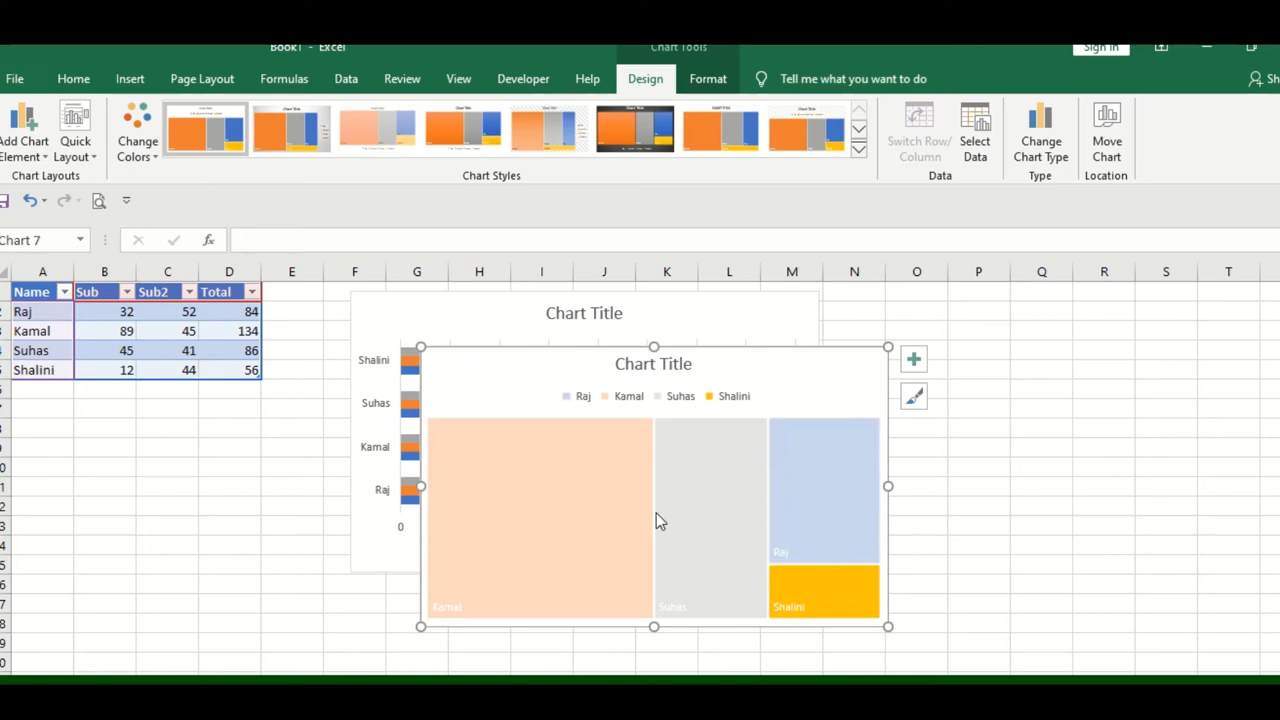 Book1 - Excel
Chart Tools
Sign in
File Home Insert Page Layout Formulas Data Review View Developer Help Design Format Tell me what you want to do
Add Chart Element
Quick Layout
Change Colors
Switch Row/ Column
Select Data
Change Chart Type
Move Chart
Chart Layouts
Chart Styles
Data
Type
Location
Chart 7
fx
A B C D E F G H I J K L M N O P Q R S T
Name Sub Sub2 Total
Raj 32 52 84
Kamal 89 45 134
Suhas 45 41 86
Shalini 12 44 56
Chart Title
Shalini
Suhas
Kamal
Raj
0
Chart Title
Raj Kamal Suhas Shalini
Raj
Kamal
Suhas
Shalini